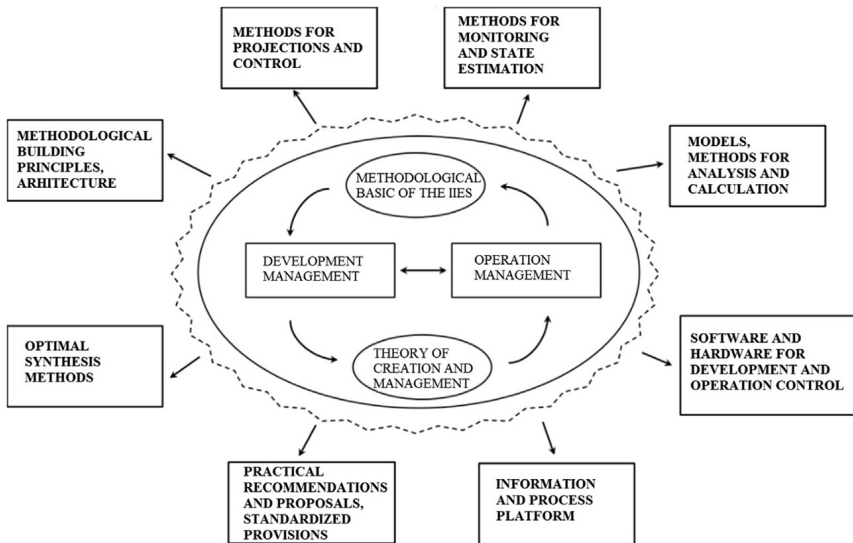 METHODS FOR
PROJECTIONS AND
CONTROL
METHODS FOR
MONITORING
AND STATE
ESTIMATION
METHODOLOGICAL
BUILDING
PRINCIPLES,
ARHITECTURE
MODELS,
METHODS FOR
ANALYSIS AND
CALCULATION
METHODOLOGICAL
BASIC OF THE IIES
DEVELOPMENT
MANAGEMENT
OPERATION
MANAGEMENT
THEORY OF
CREATION AND
MANAGEMENT
OPTIMAL
SYNTHESIS
METHODS
SOFTWARE AND
HARDWARE FOR
DEVELOPMENT AND
OPERATION CONTROL
PRACTICAL
RECOMMENDATIONS
AND PROPOSALS,
STANDARDIZED
PROVISIONS
INFORMATION
AND PROCESS
PLATFORM